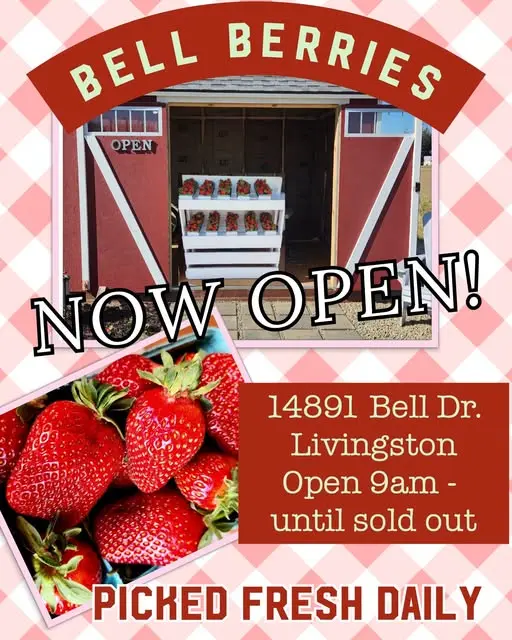 BELL BERRIES
OPEN
NOW OPEN!
14891 Bell Dr.
Livingston
Open 9am -
until sold out
PICKED FRESH DAILY